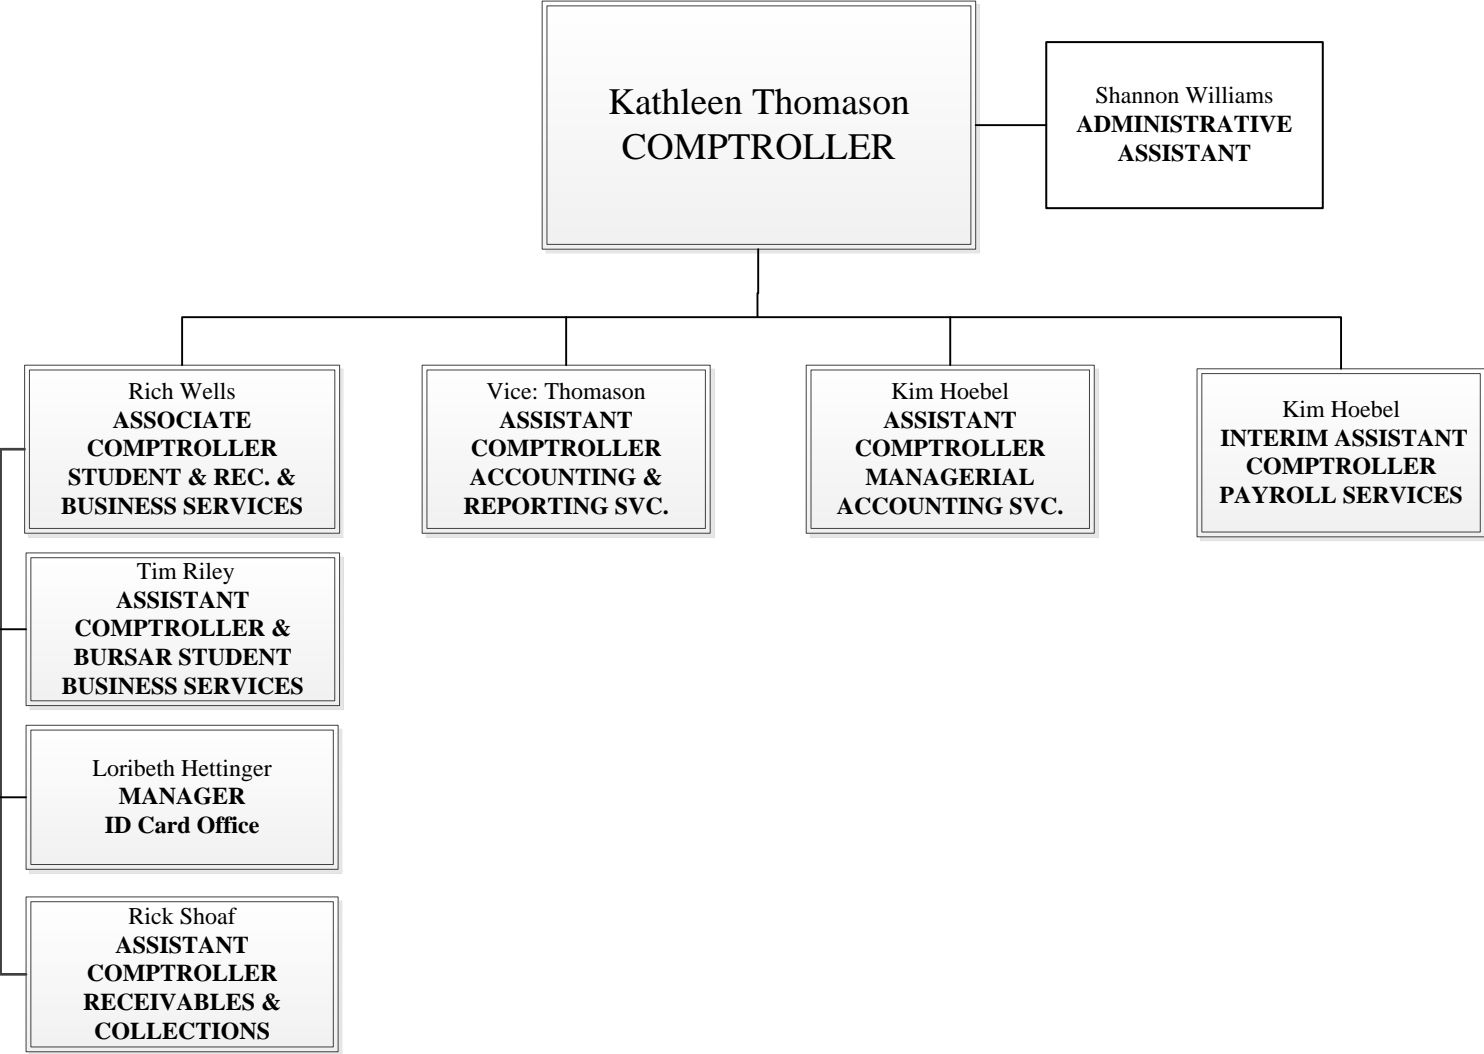 Kathleen Thomason
COMPTROLLER
Shannon Williams
ADMINISTRATIVE
ASSISTANT
Rich Wells
ASSOCIATE
COMPTROLLER
STUDENT & REC. &
BUSINESS SERVICES
Vice: Thomason
ASSISTANT
COMPTROLLER
ACCOUNTING &
REPORTING SVC.
Kim Hoebel
ASSISTANT
COMPTROLLER
MANAGERIAL
ACCOUNTING SVC.
Kim Hoebel
INTERIM ASSISTANT
COMPTROLLER
PAYROLL SERVICES
Tim Riley
ASSISTANT
COMPTROLLER &
BURSAR STUDENT
BUSINESS SERVICES
Loribeth Hettinger
MANAGER
ID Card Office
Rick Shoaf
ASSISTANT
COMPTROLLER
RECEIVABLES &
COLLECTIONS